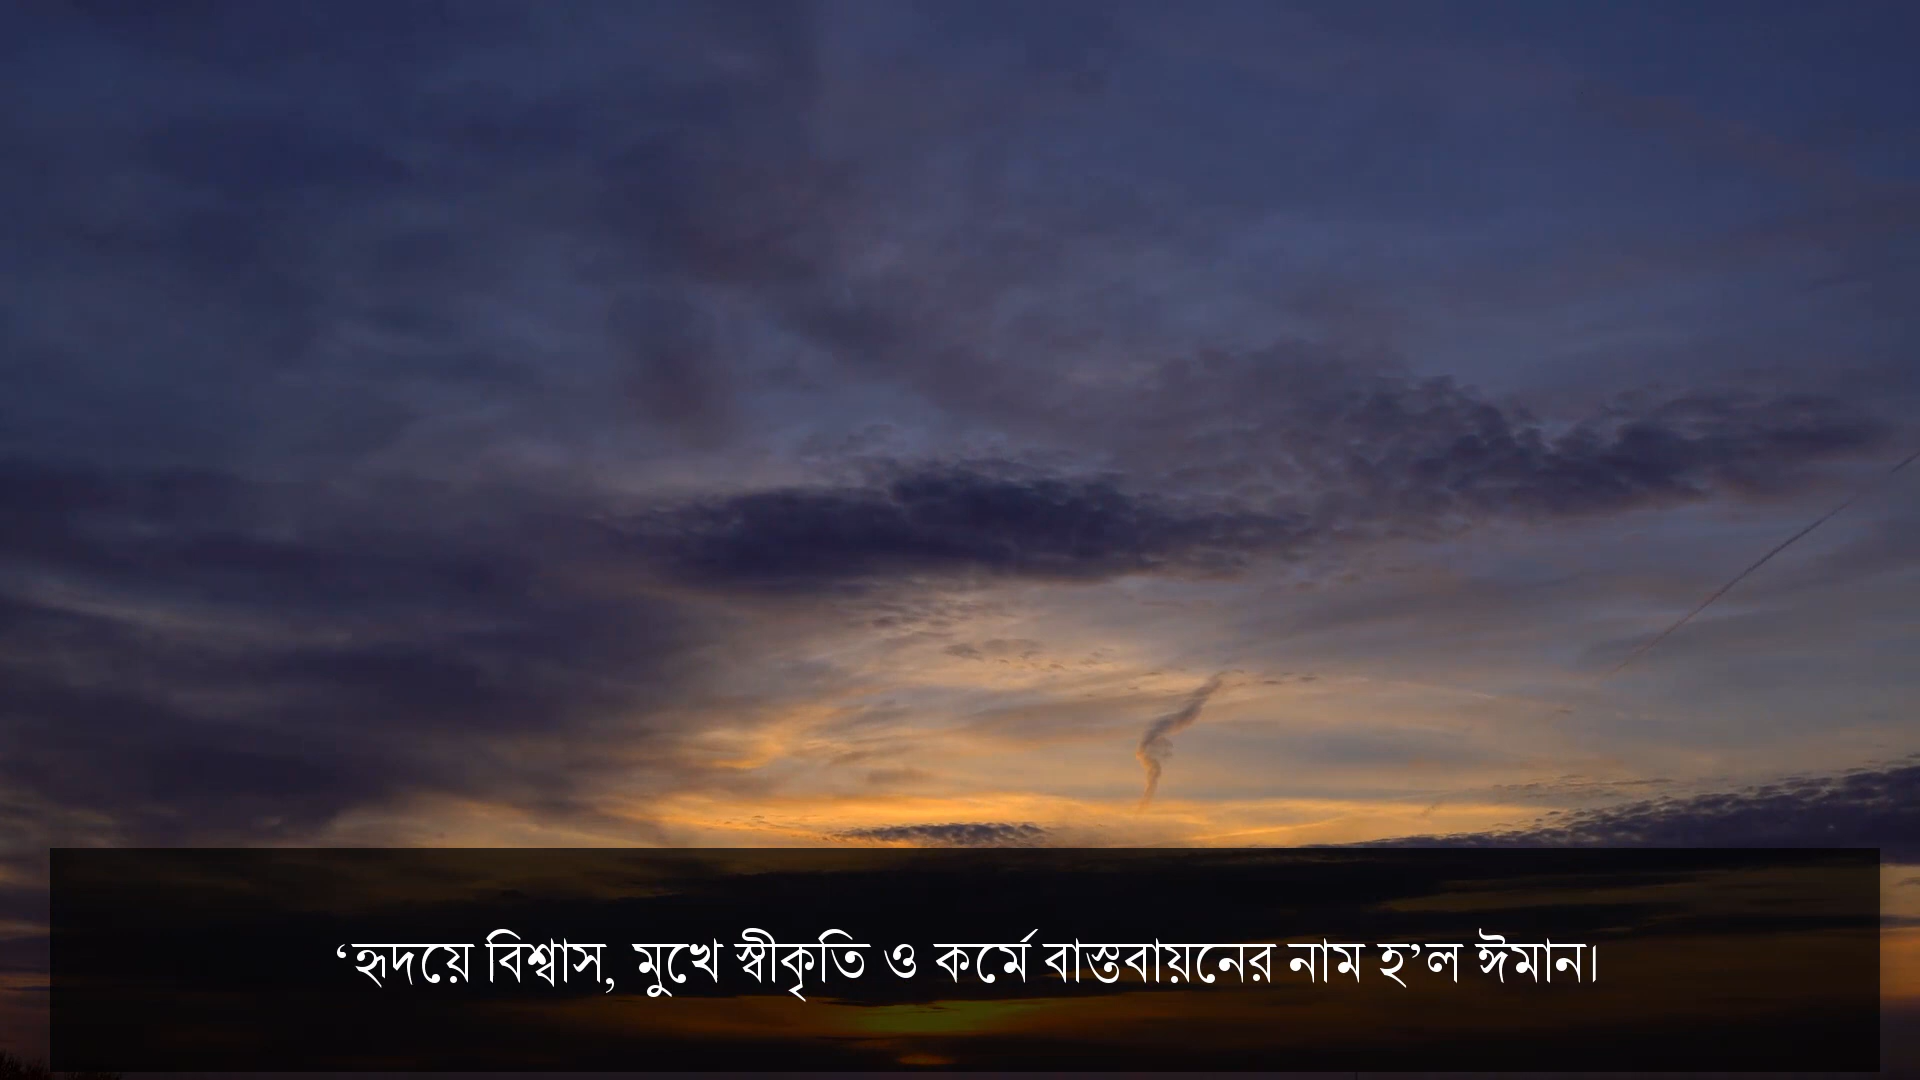 ‘হৃদয়ে বিশ্বাস, মুখে স্বীকৃতি ও কর্মে বাস্তবায়নের নাম হ’ল ঈমান।